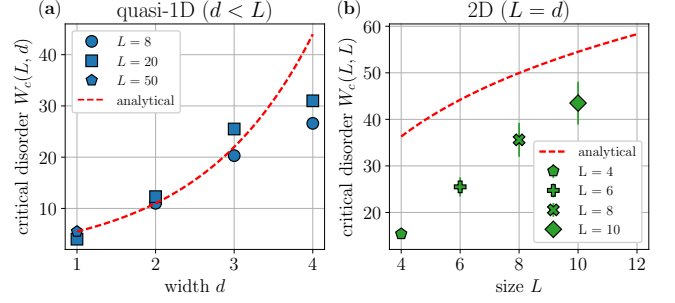 (a)
quasi-1D (d < L)
critical disorder W_c(L, d)
40
30
20
10
L = 8
L = 20
L = 50
analytical
1
2
3
4
width d
(b)
2D (L = d)
critical disorder W_c(L, L)
60
50
40
30
20
analytical
L = 4
L = 6
L = 8
L = 10
4
6
8
10
12
size L